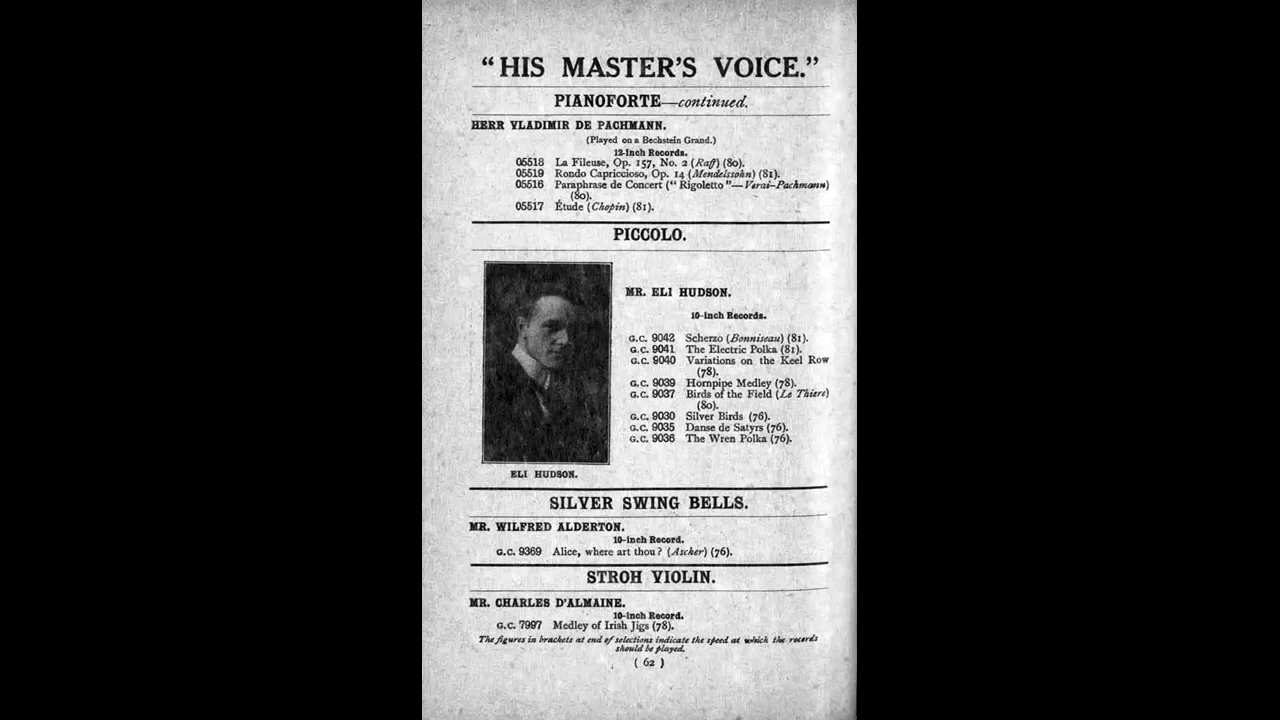 “HIS MASTER'S VOICE.”
PIANOFORTE—continued.
HERR VLADIMIR DE PACHMANN.
(Played on a Bechstein Grand.)
12-inch Records.
05518 La Fileuse, Op. 157, No. 2 (Raff) (80).
05519 Rondo Capriccioso, Op. 14 (Mendelssohn) (81).
05516 Paraphrase de Concert (“Rigoletto”—Verai-Pachmann)
(80).
05517 Étude (Chopin) (81).
PICCOLO.
MR. ELI HUDSON.
10-inch Records.
G.C. 9042 Scherzo (Bonniseau) (81).
G.C. 9041 The Electric Polka (81).
G.C. 9040 Variations on the Keel Row
(78).
G.C. 9039 Hornpipe Medley (78).
G.C. 9037 Birds of the Field (Le Thiere)
(80).
G.C. 9030 Silver Birds (76).
G.C. 9035 Danse de Satyrs (76).
G.C. 9036 The Wren Polka (76).
ELI HUDSON.
SILVER SWING BELLS.
MR. WILFRED ALDERTON.
10-inch Record.
G.C. 9369 Alice, where art thou? (Ascher) (76).
STROH VIOLIN.
MR. CHARLES D'ALMAINE.
10-inch Record.
G.C. 7997 Medley of Irish Jigs (78).
The figures in brackets at end of selections indicate the speed at which the records
should be played.
( 62 )